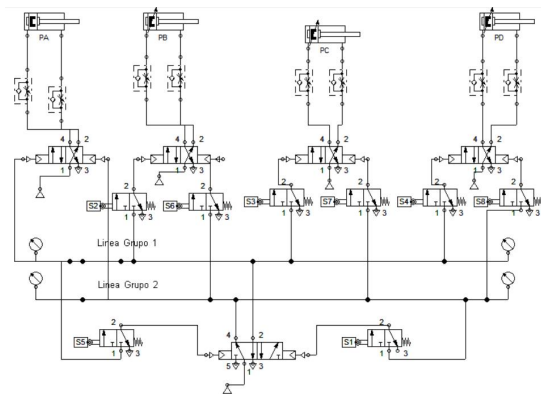 PA
PB
PC
PD
4 2
1 3
4 2
1 3
4 2
1 3
4 2
1 3
S2 2
1 3
S6 2
1 3
S3 2
1 3
S7 2
1 3
S4 2
1 3
S8 2
1 3
Linea Grupo 1
Linea Grupo 2
S5 2
1 3
4 2
5 1 3
S1 2
1 3